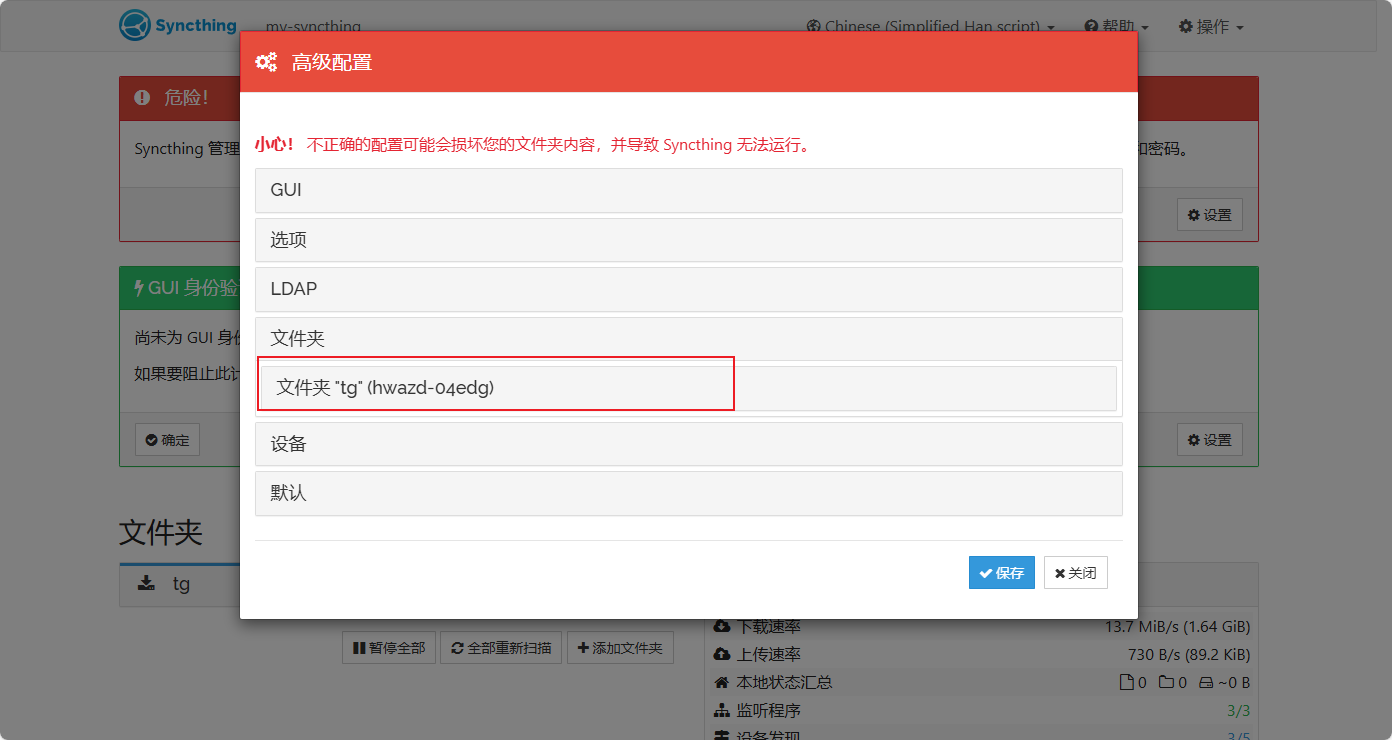 Syncthing my-syncthing Chinese (Simplified Han script) 帮助 操作
高级配置
危险！
小心！ 不正确的配置可能会损坏您的文件夹内容，并导致 Syncthing 无法运行。
Syncthing 管理 和密码。
GUI
设置
选项
GUI 身份验
LDAP
尚未为 GUI 身份
文件夹
如果要阻止此计
文件夹 "tg" (hwazd-04edg)
确定
设备
设置
默认
文件夹
保存 关闭
tg
下载速率 13.7 MiB/s (1.64 GiB)
暂停全部 全部重新扫描 添加文件夹
上传速率 730 B/s (89.2 KiB)
本地状态汇总 0 0 ~0 B
监听程序 3/3
设备发现 3/5